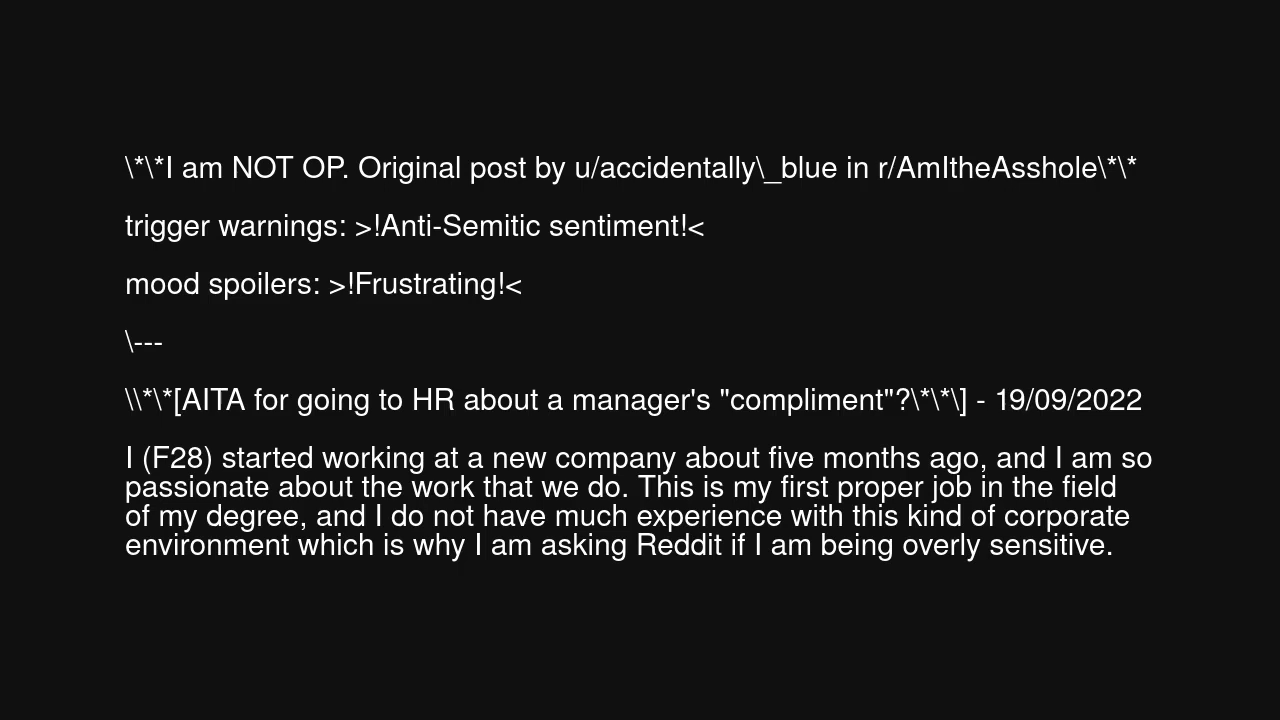 \*\*I am NOT OP. Original post by u/accidentally\_blue in r/AmItheAsshole\*\*
trigger warnings: >!Anti-Semitic sentiment!<
mood spoilers: >!Frustrating!<
\---
\\*\*[AITA for going to HR about a manager's "compliment"?\*\*\] - 19/09/2022
I (F28) started working at a new company about five months ago, and I am so
passionate about the work that we do. This is my first proper job in the field
of my degree, and I do not have much experience with this kind of corporate
environment which is why I am asking Reddit if I am being overly sensitive.